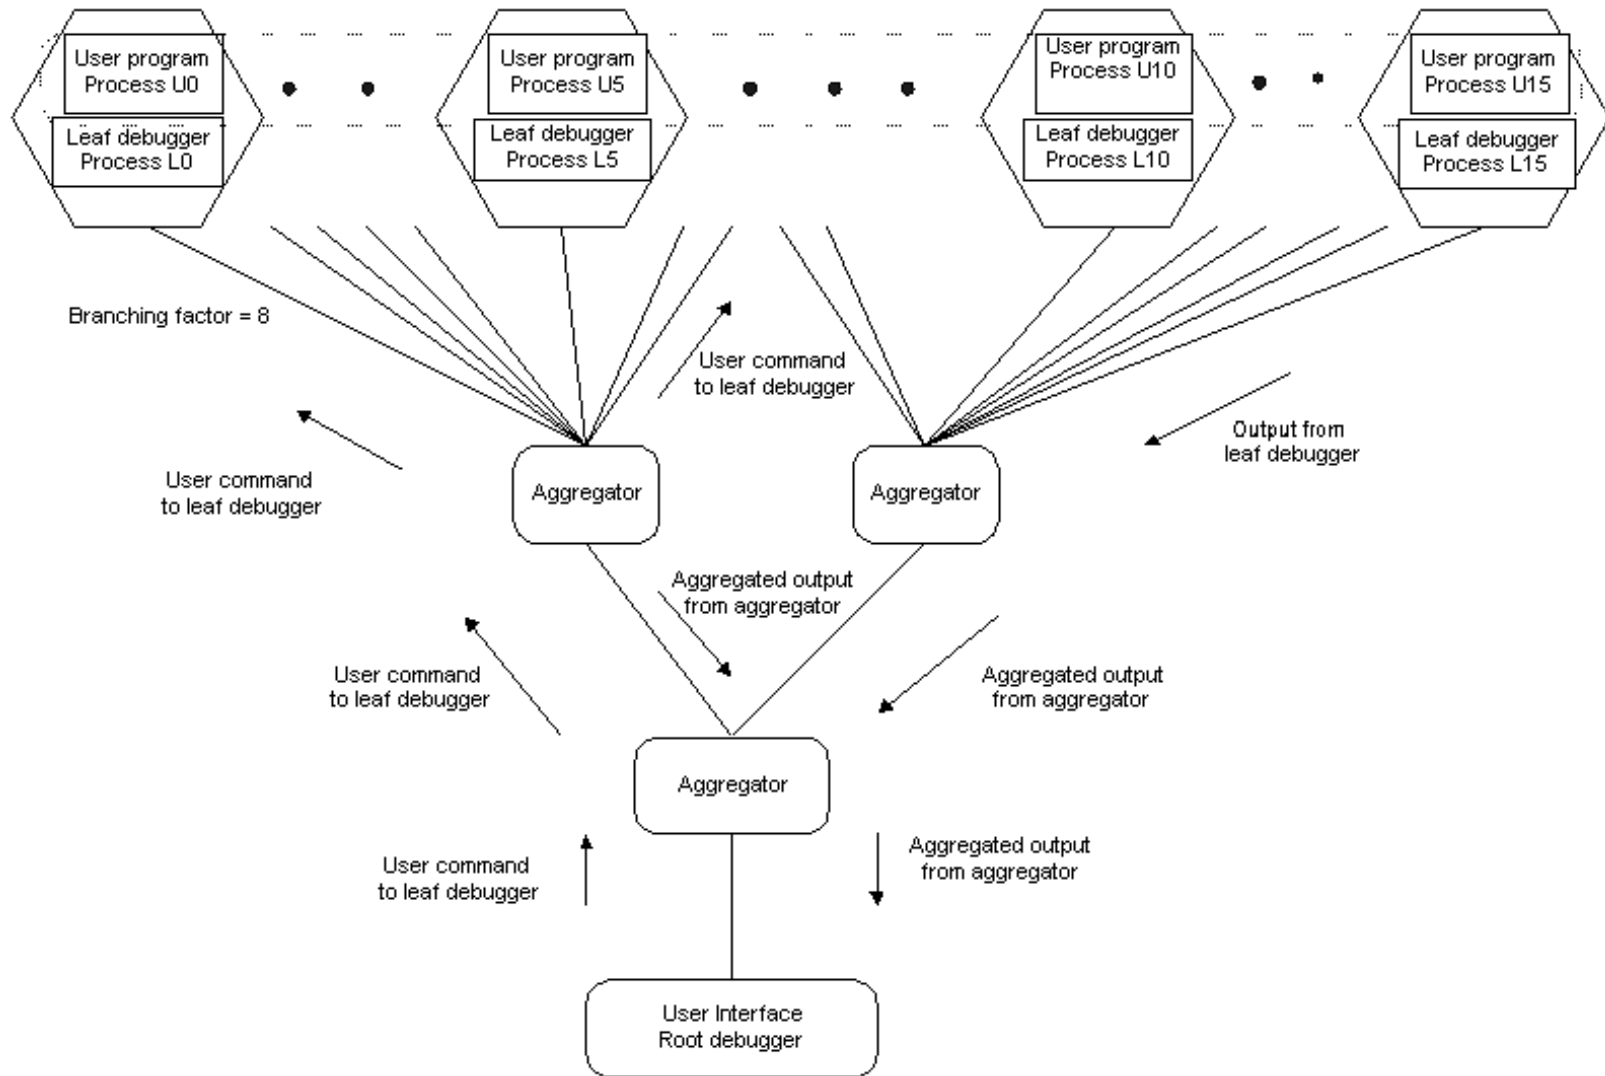 User program
Process U0
User program
Process U5
User program
Process U10
User program
Process U15
Leaf debugger
Process L0
Leaf debugger
Process L5
Leaf debugger
Process L10
Leaf debugger
Process L15
Branching factor = 8
User command
to leaf debugger
Output from
leaf debugger
User command
to leaf debugger
Aggregator
Aggregator
Aggregated output
from aggregator
User command
to leaf debugger
Aggregated output
from aggregator
Aggregator
User command
to leaf debugger
Aggregated output
from aggregator
User Interface
Root debugger